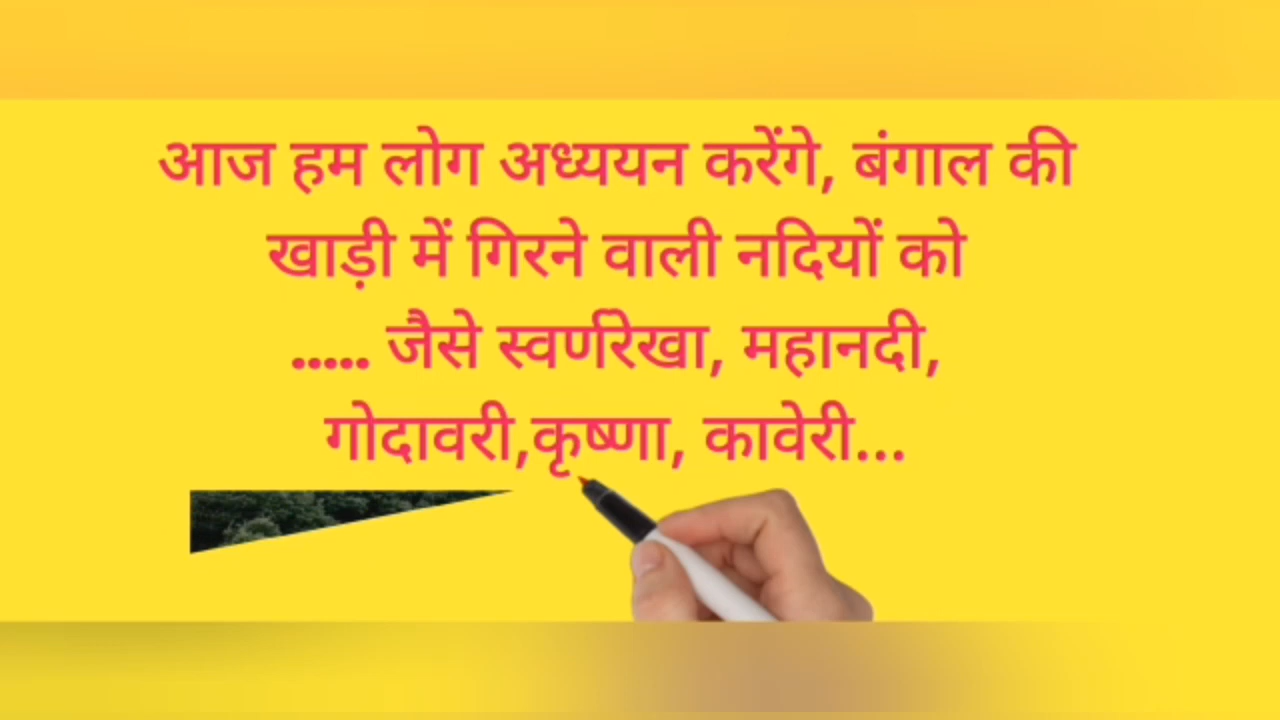 आज हम लोग अध्ययन करेंगे, बंगाल की
खाड़ी में गिरने वाली नदियों को
..... जैसे स्वर्णरेखा, महानदी,
गोदावरी,कृष्णा, कावेरी...